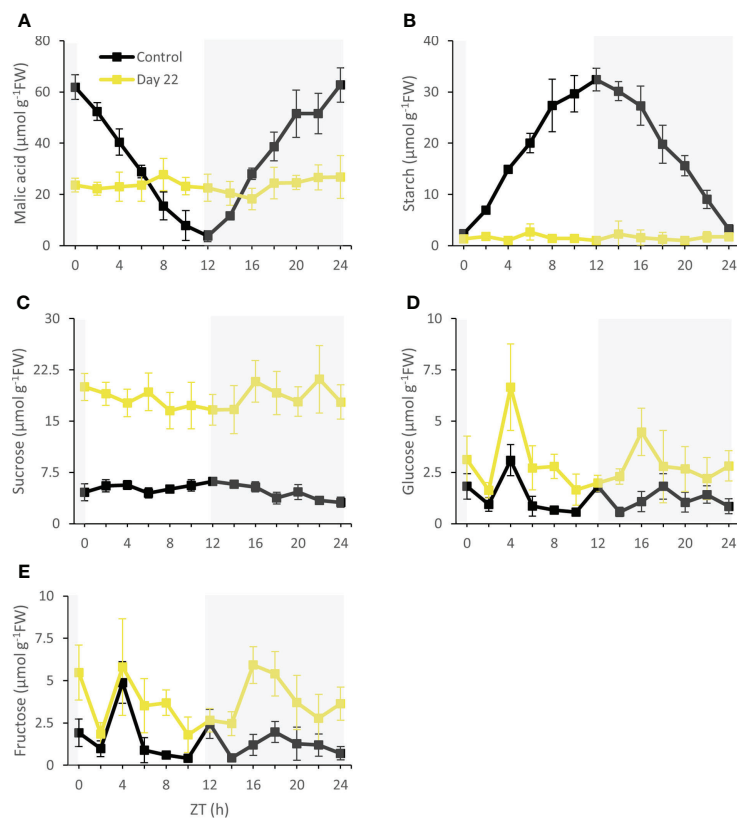 A
Malic acid (µmol g⁻¹FW)
80
60
40
20
0
Control
Day 22
0 4 8 12 16 20 24
B
Starch (µmol g⁻¹FW)
40
30
20
10
0
0 4 8 12 16 20 24
C
Sucrose (µmol g⁻¹FW)
30
22.5
15
7.5
0
0 4 8 12 16 20 24
D
Glucose (µmol g⁻¹FW)
10
7.5
5
2.5
0
0 4 8 12 16 20 24
E
Fructose (µmol g⁻¹FW)
10
7.5
5
2.5
0
0 4 8 12 16 20 24
ZT (h)